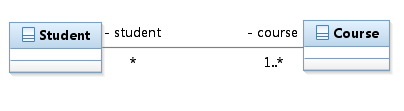 Student
- student
- course
Course
*
1..*